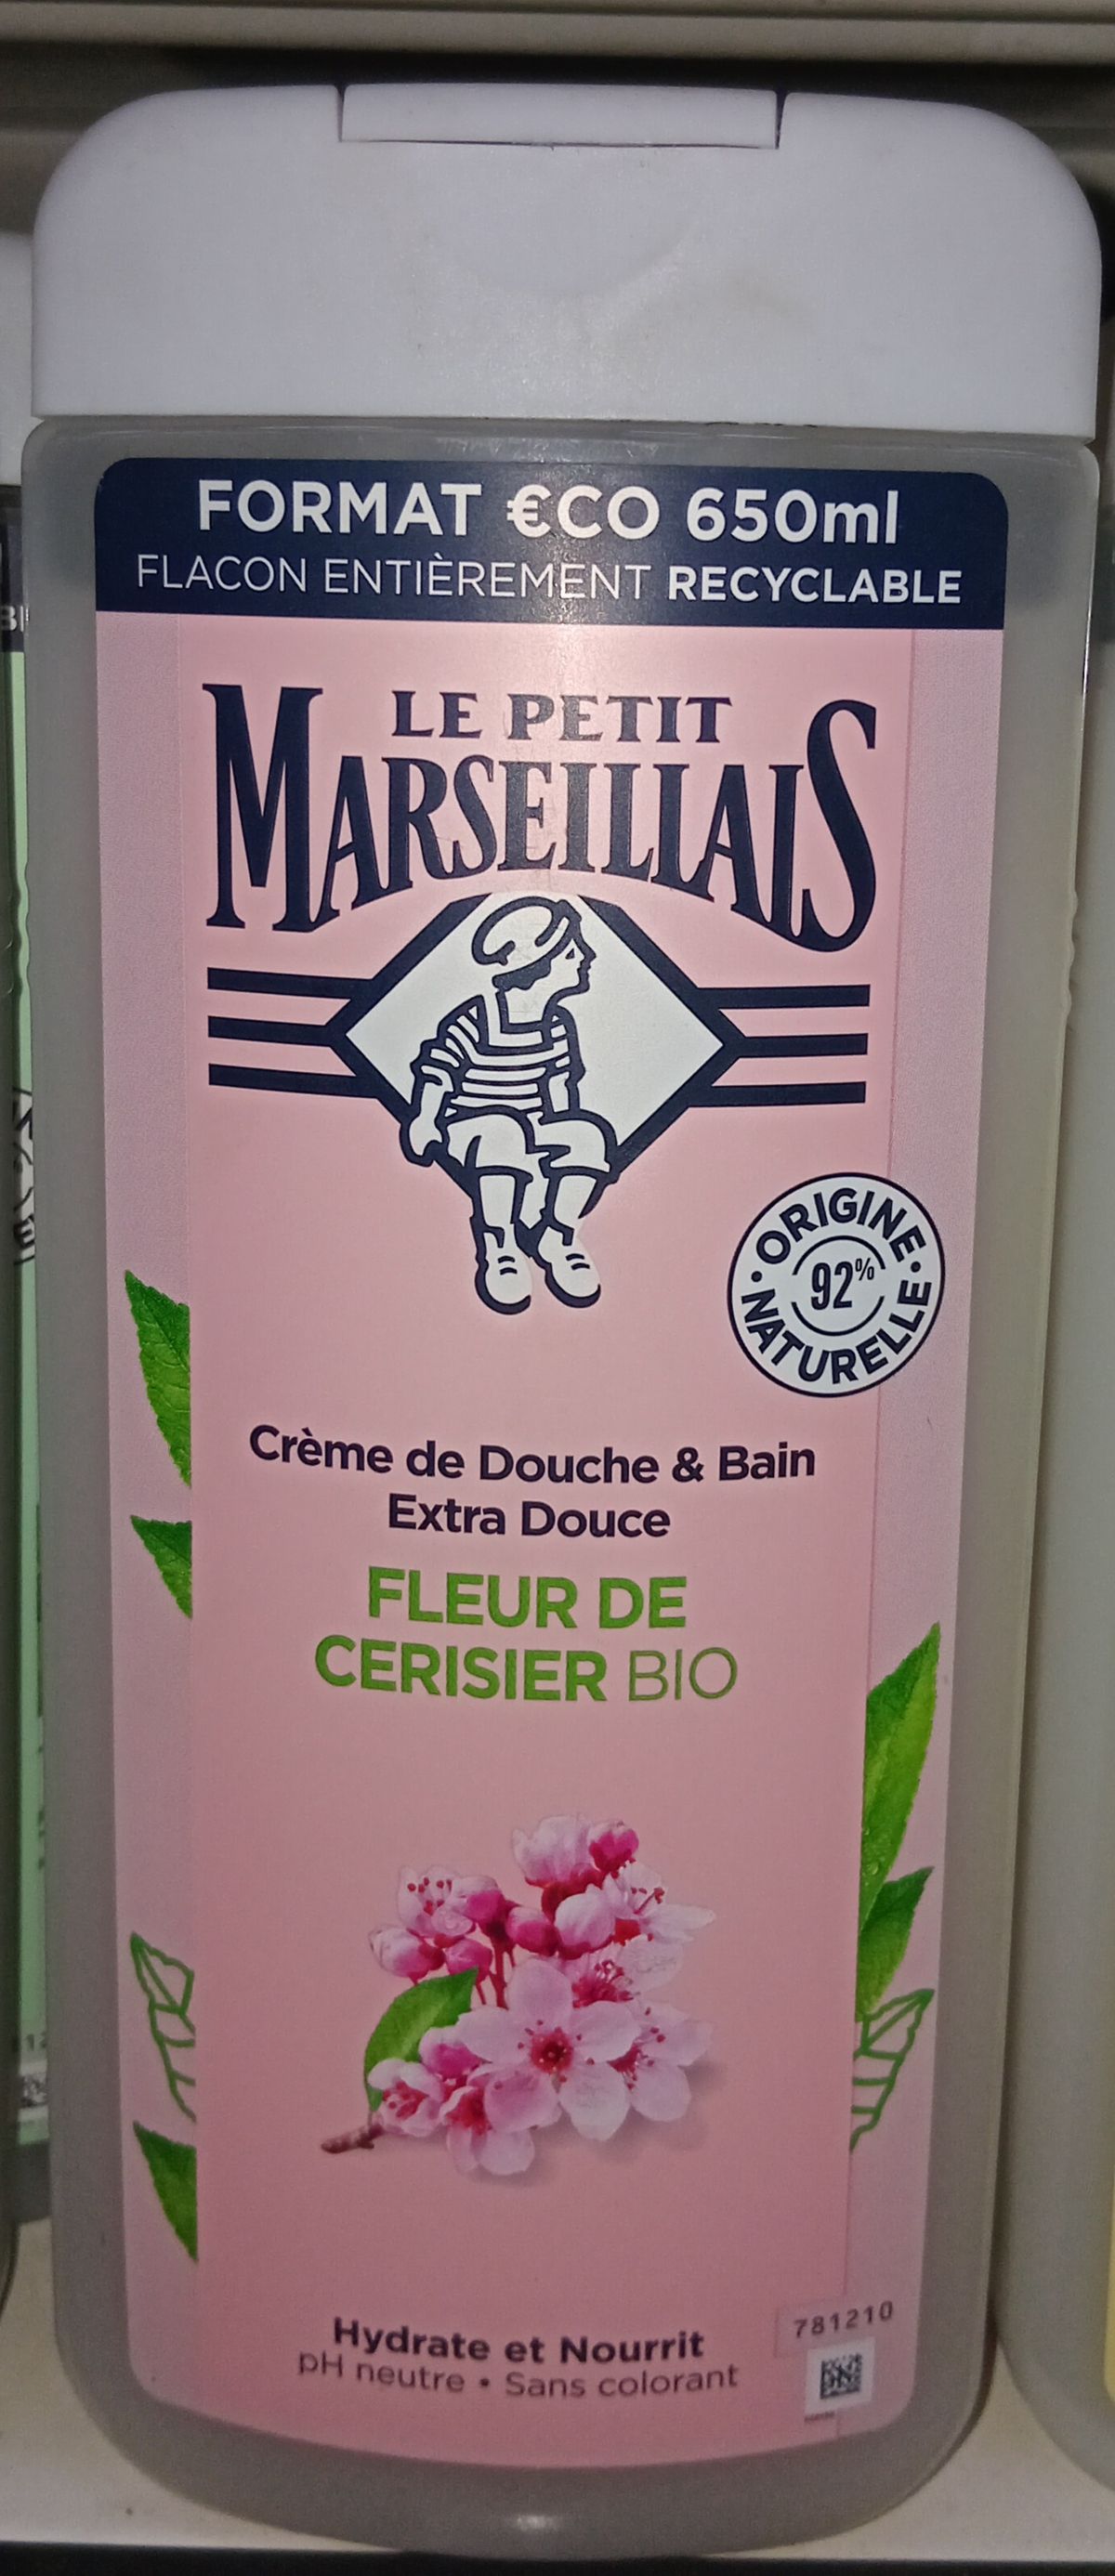 FORMAT €CO 650ml
FLACON ENTIÈREMENT RECYCLABLE
LE PETIT
MARSEILLAIS
ORIGINE
92%
NATURELLE
Crème de Douche & Bain
Extra Douce
FLEUR DE
CERISIER BIO
Hydrate et Nourrit
pH neutre • Sans colorant
781210